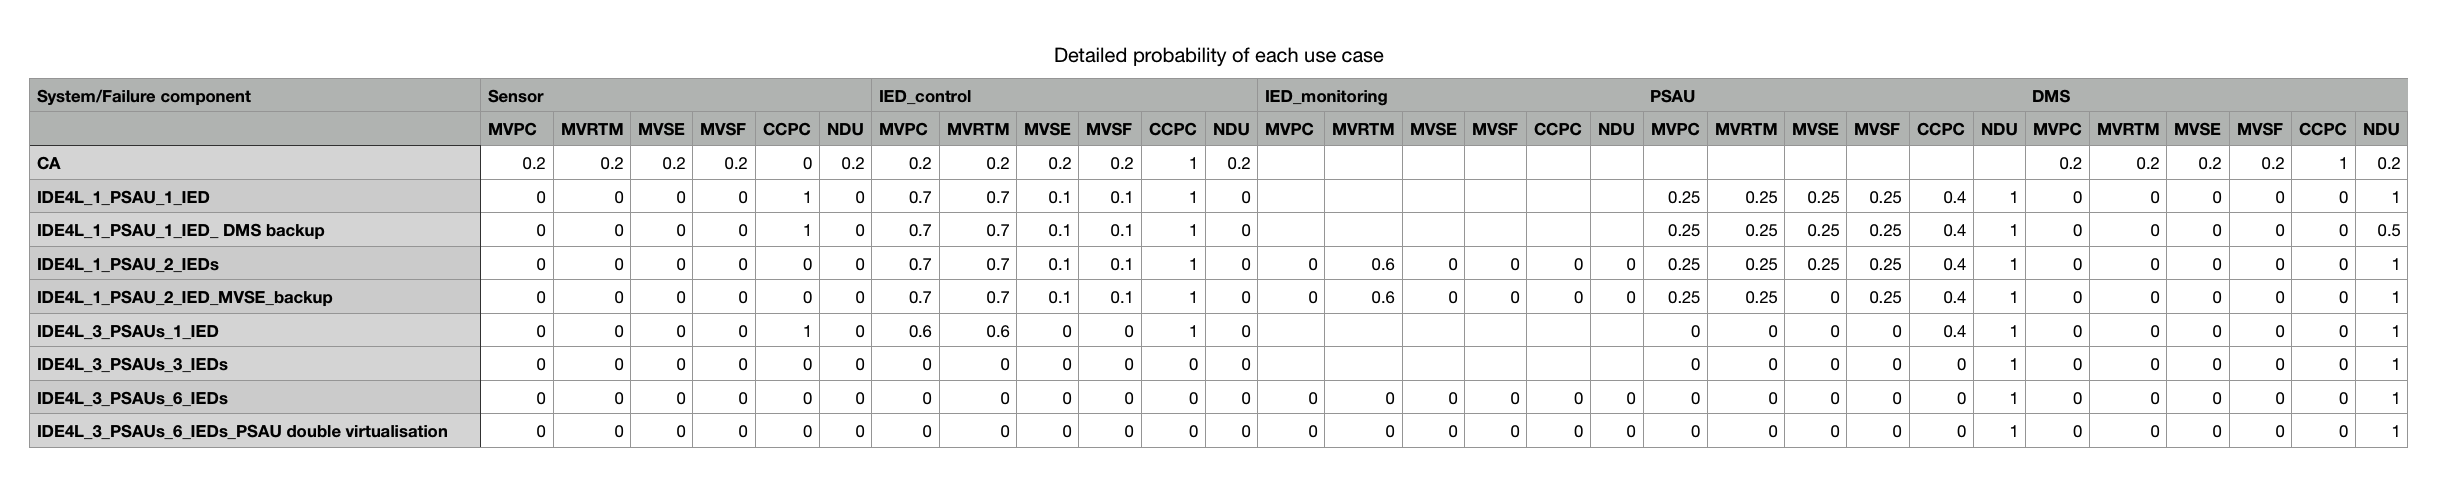 Detailed probability of each use case
System/Failure component Sensor IED_control IED_monitoring PSAU DMS
MVPC MVRTM MVSE MVSF CCPC NDU MVPC MVRTM MVSE MVSF CCPC NDU MVPC MVRTM MVSE MVSF CCPC NDU MVPC MVRTM MVSE MVSF CCPC NDU MVPC MVRTM MVSE MVSF CCPC NDU
CA 0.2 0.2 0.2 0.2 0 0.2 0.2 0.2 0.2 0.2 1 0.2 0.2 0.2 0.2 0.2 1 0.2
IDE4L_1_PSAU_1_IED 0 0 0 0 1 0 0.7 0.7 0.1 0.1 1 0 0.25 0.25 0.25 0.25 0.4 1 0 0 0 0 0 1
IDE4L_1_PSAU_1_IED_ DMS backup 0 0 0 0 1 0 0.7 0.7 0.1 0.1 1 0 0.25 0.25 0.25 0.25 0.4 1 0 0 0 0 0 0.5
IDE4L_1_PSAU_2_IEDs 0 0 0 0 0 0 0.7 0.7 0.1 0.1 1 0 0 0.6 0 0 0 0 0.25 0.25 0.25 0.25 0.4 1 0 0 0 0 0 1
IDE4L_1_PSAU_2_IED_MVSE_backup 0 0 0 0 0 0 0.7 0.7 0.1 0.1 1 0 0 0.6 0 0 0 0 0.25 0.25 0 0.25 0.4 1 0 0 0 0 0 1
IDE4L_3_PSAUs_1_IED 0 0 0 0 1 0 0.6 0.6 0 0 1 0 0 0 0 0 0.4 1 0 0 0 0 0 1
IDE4L_3_PSAUs_3_IEDs 0 0 0 0 0 0 0 0 0 0 0 0 0 0 0 0 0 1 0 0 0 0 0 1
IDE4L_3_PSAUs_6_IEDs 0 0 0 0 0 0 0 0 0 0 0 0 0 0 0 0 0 0 0 0 0 0 0 1 0 0 0 0 0 1
IDE4L_3_PSAUs_6_IEDs_PSAU double virtualisation 0 0 0 0 0 0 0 0 0 0 0 0 0 0 0 0 0 0 0 0 0 0 0 1 0 0 0 0 0 1